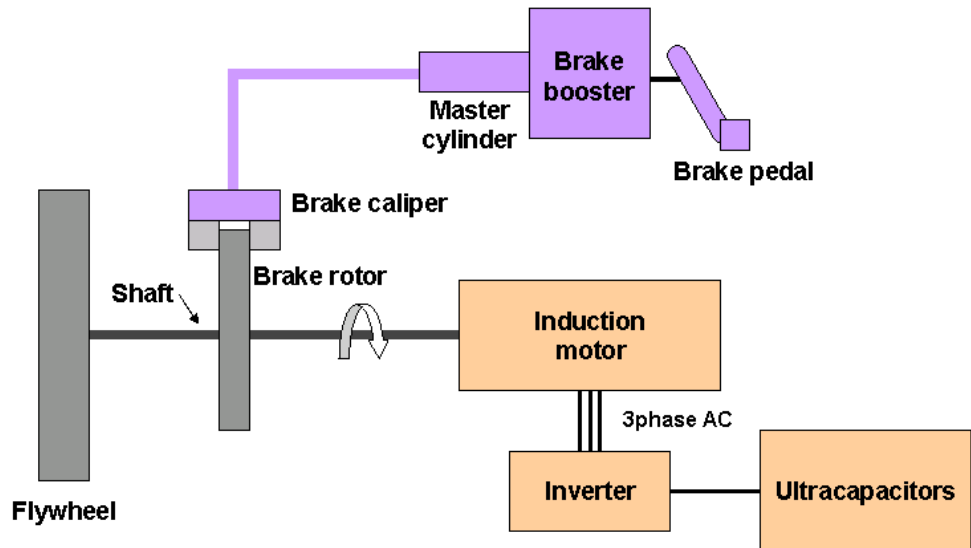 Brake
booster
Master
cylinder
Brake pedal
Brake caliper
Brake rotor
Shaft
Induction
motor
3phase AC
Inverter
Ultracapacitors
Flywheel